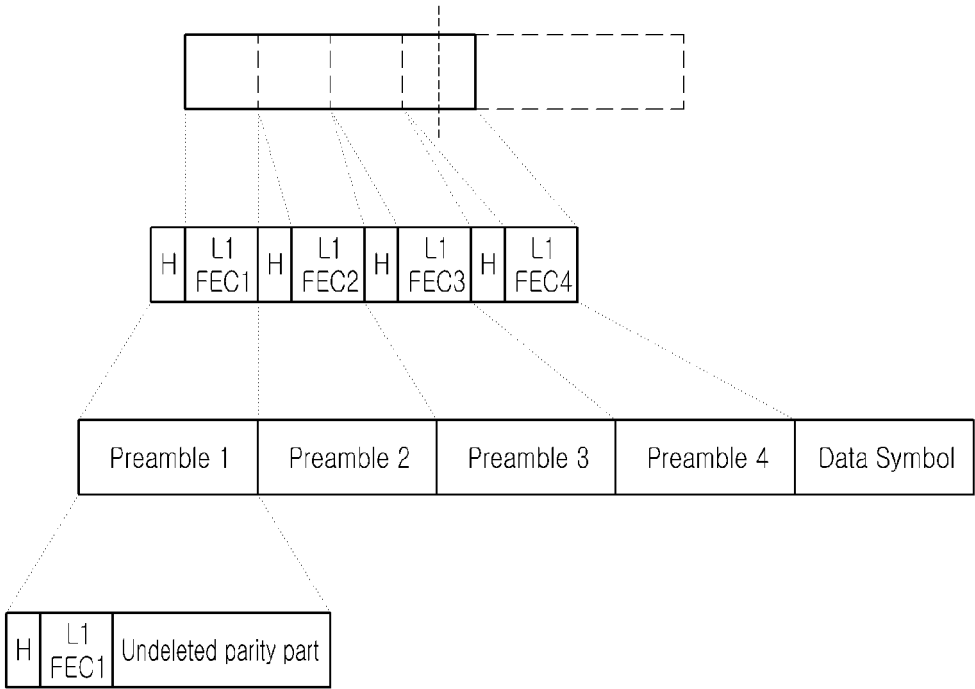 H L1 FEC1 H L1 FEC2 H L1 FEC3 H L1 FEC4
Preamble 1 Preamble 2 Preamble 3 Preamble 4 Data Symbol
H L1 FEC1 Undeleted parity part